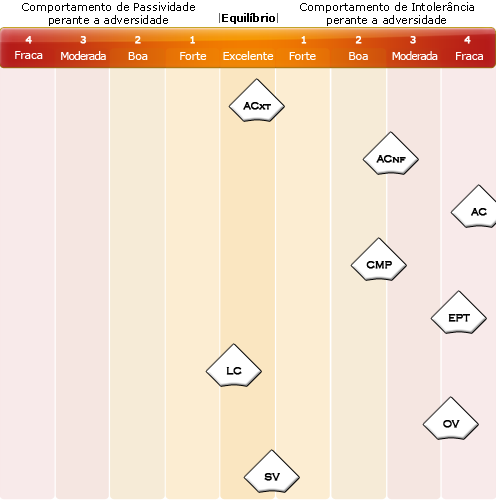 Comportamento de Passividade
perante a adversidade
|Equilíbrio|
Comportamento de Intolerância
perante a adversidade
4 3 2 1 1 2 3 4
Fraca Moderada Boa Forte Excelente Forte Boa Moderada Fraca
ACXT
ACNF
AC
CMP
EPT
LC
OV
SV